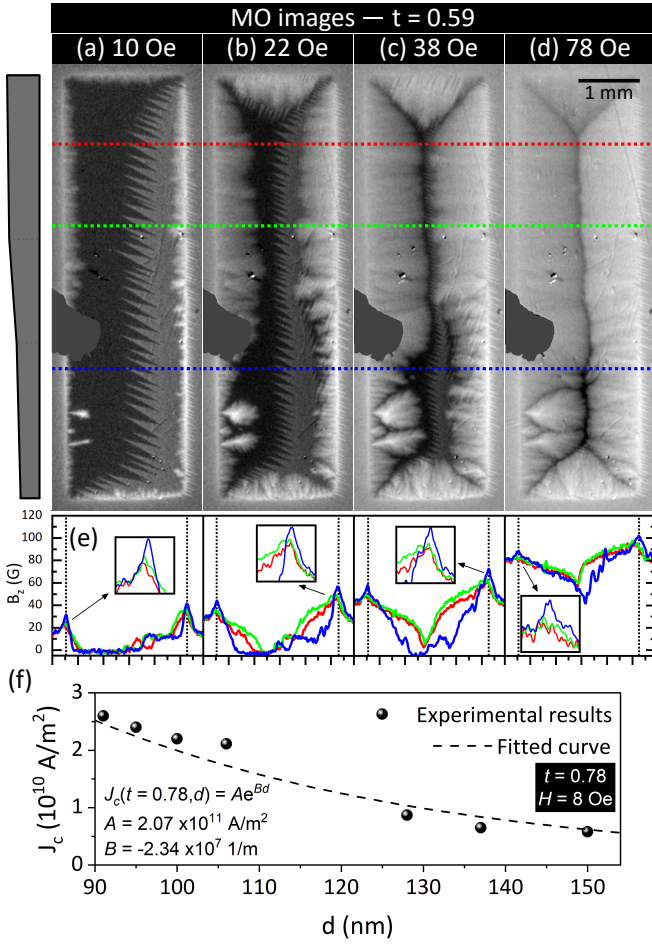 MO images — t = 0.59
(a) 10 Oe
(b) 22 Oe
(c) 38 Oe
(d) 78 Oe
1 mm
(e)
B_z (G)
120
100
80
60
40
20
0
(f)
J_c (10^10 A/m^2)
3
2
1
0
Experimental results
Fitted curve
t = 0.78
H = 8 Oe
J_c(t = 0.78,d) = Ae^Bd
A = 2.07 x10^11 A/m^2
B = -2.34 x10^7 1/m
90 100 110 120 130 140 150
d (nm)